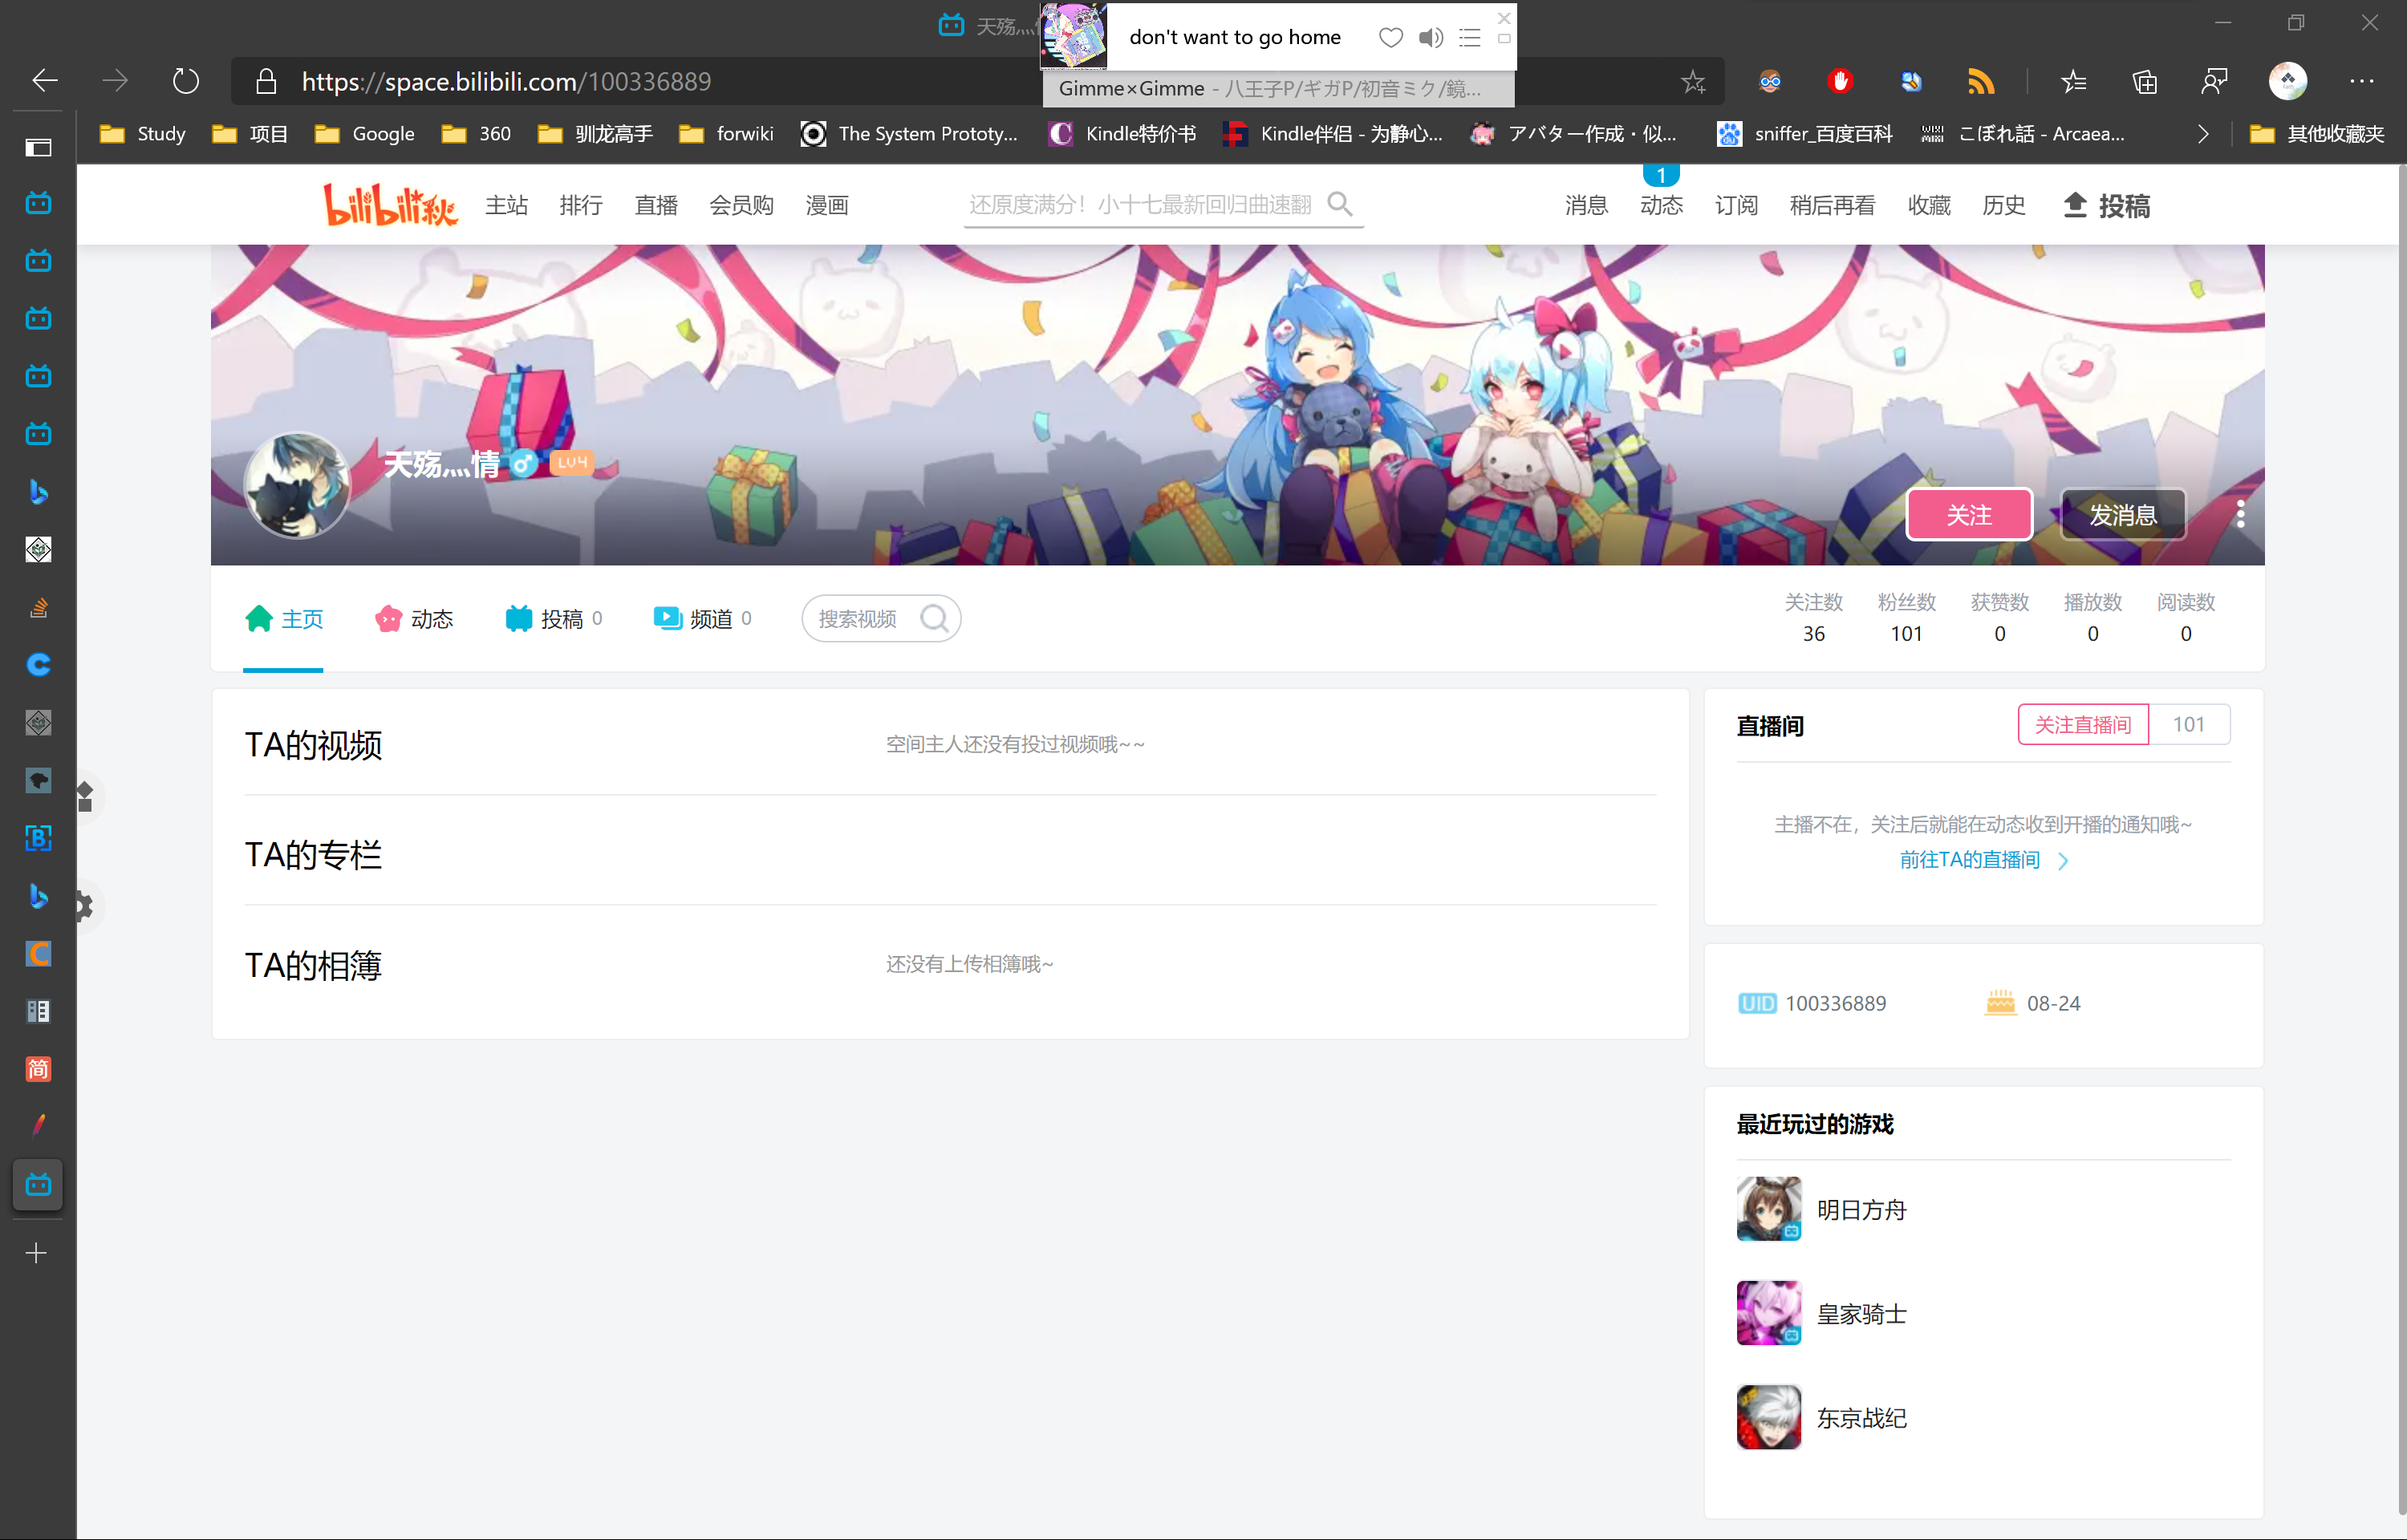 don't want to go home
Gimme×Gimme - 八王子P/ギガP/初音ミク/鏡...
https://space.bilibili.com/100336889
Study 项目 Google 360 驯龙高手 forwiki The System Prototy... Kindle特价书 Kindle伴侣 - 为静心... アバター作成・似... sniffer_百度百科 こぼれ話 - Arcaea... 其他收藏夹
bilibili秋 主站 排行 直播 会员购 漫画 还原度满分！小十七最新回归曲速翻 消息 动态 1 订阅 稍后再看 收藏 历史 投稿
天殇灬情 LV4
关注 发消息
主页 动态 投稿 0 频道 0 搜索视频
关注数 粉丝数 获赞数 播放数 阅读数
36 101 0 0 0
TA的视频 空间主人还没有投过视频哦~~
TA的专栏
TA的相簿 还没有上传相簿哦~
直播间 关注直播间 101
主播不在，关注后就能在动态收到开播的通知哦~
前往TA的直播间
UID 100336889 08-24
最近玩过的游戏
明日方舟
皇家骑士
东京战纪